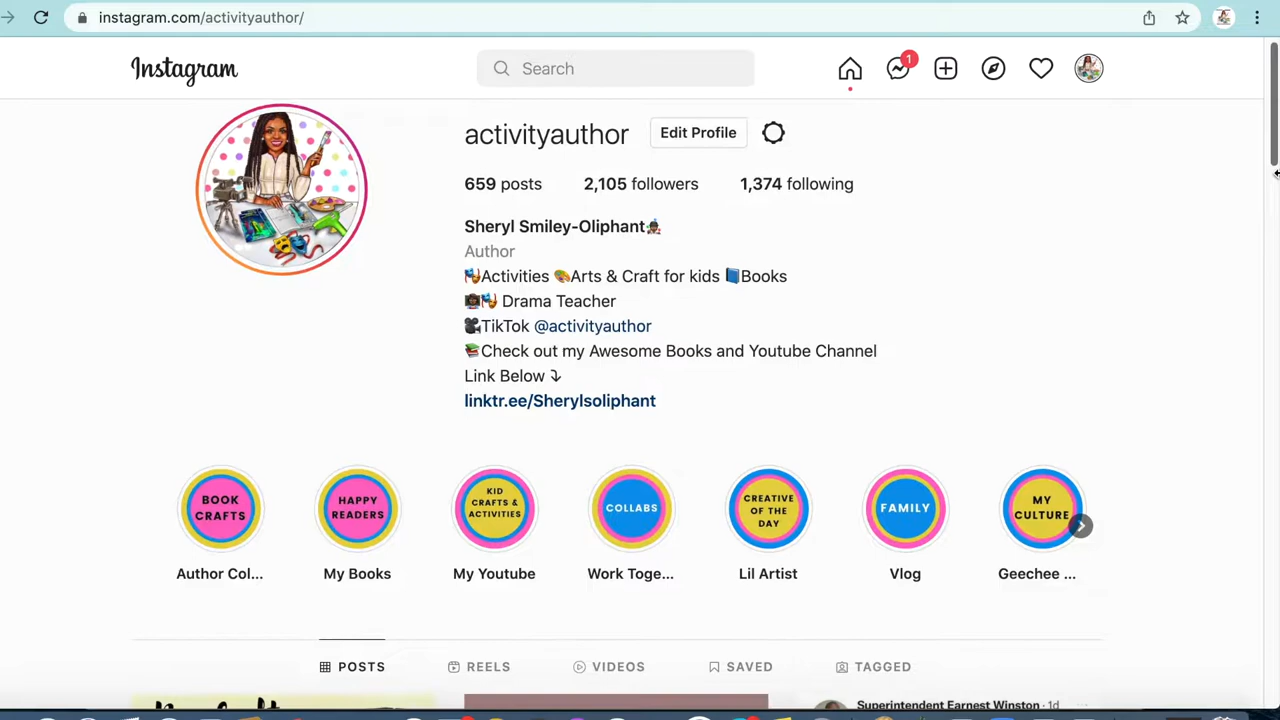 instagram.com/activityauthor/
Instagram
Search
1
activityauthor
Edit Profile
659 posts
2,105 followers
1,374 following
Sheryl Smiley-Oliphant
Author
Activities Arts & Craft for kids Books
Drama Teacher
TikTok @activityauthor
Check out my Awesome Books and Youtube Channel
Link Below ⤵
linktr.ee/Sherylsoliphant
BOOK
CRAFTS
HAPPY
READERS
KID
CRAFTS &
ACTIVITIES
COLLABS
CREATIVE
OF THE
DAY
FAMILY
MY
CULTURE
Author Col...
My Books
My Youtube
Work Toge...
Lil Artist
Vlog
Geechee ...
POSTS
REELS
VIDEOS
SAVED
TAGGED
Superintendent Earnest Winston · 1d